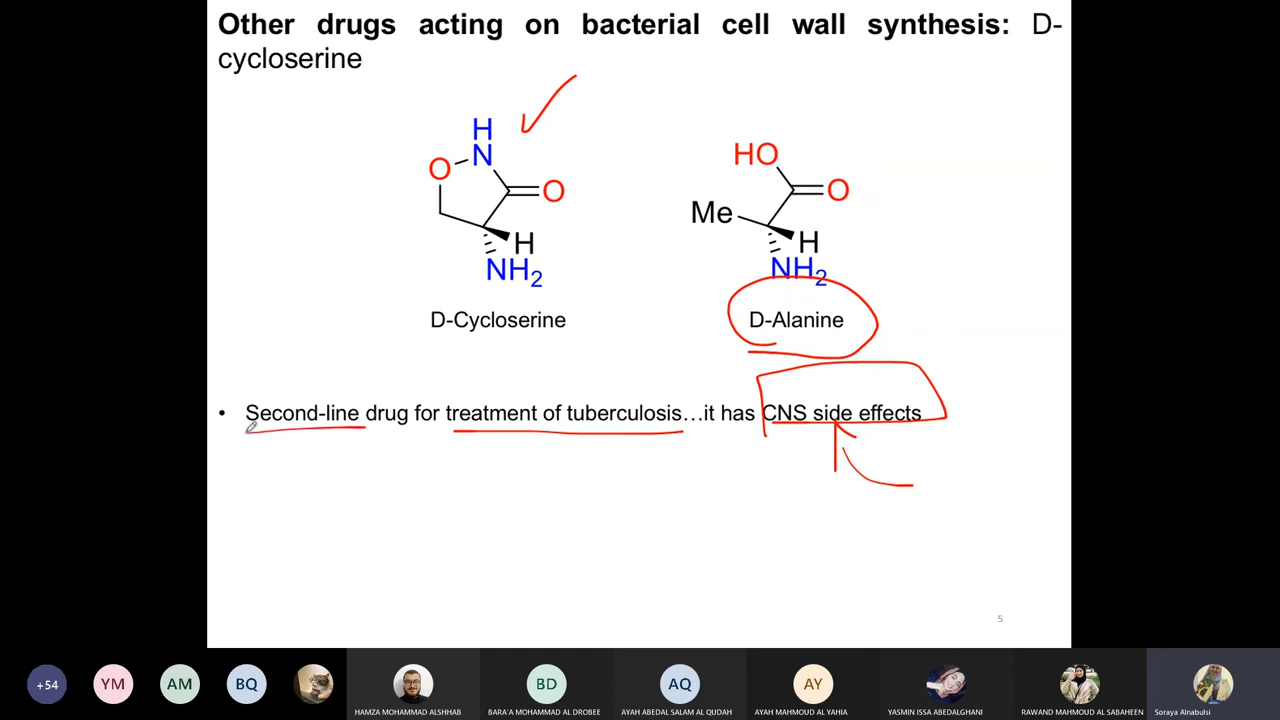 Other drugs acting on bacterial cell wall synthesis: D-
cycloserine
H
N
O
O
H
NH2
D-Cycloserine
HO
O
Me
H
NH2
D-Alanine
• Second-line drug for treatment of tuberculosis…it has CNS side effects
5
+54
YM
AM
BQ
BD
AQ
AY
HAMZA MOHAMMAD ALSHHAB
BARA'A MOHAMMAD AL DROBEE
AYAH ABEDAL SALAM AL QUDAH
AYAH MAHMOUD AL YAHIA
YASMIN ISSA ABEDALGHANI
RAWAND MAHMOUD AL SABAHEEN
Soraya Alnabulsi